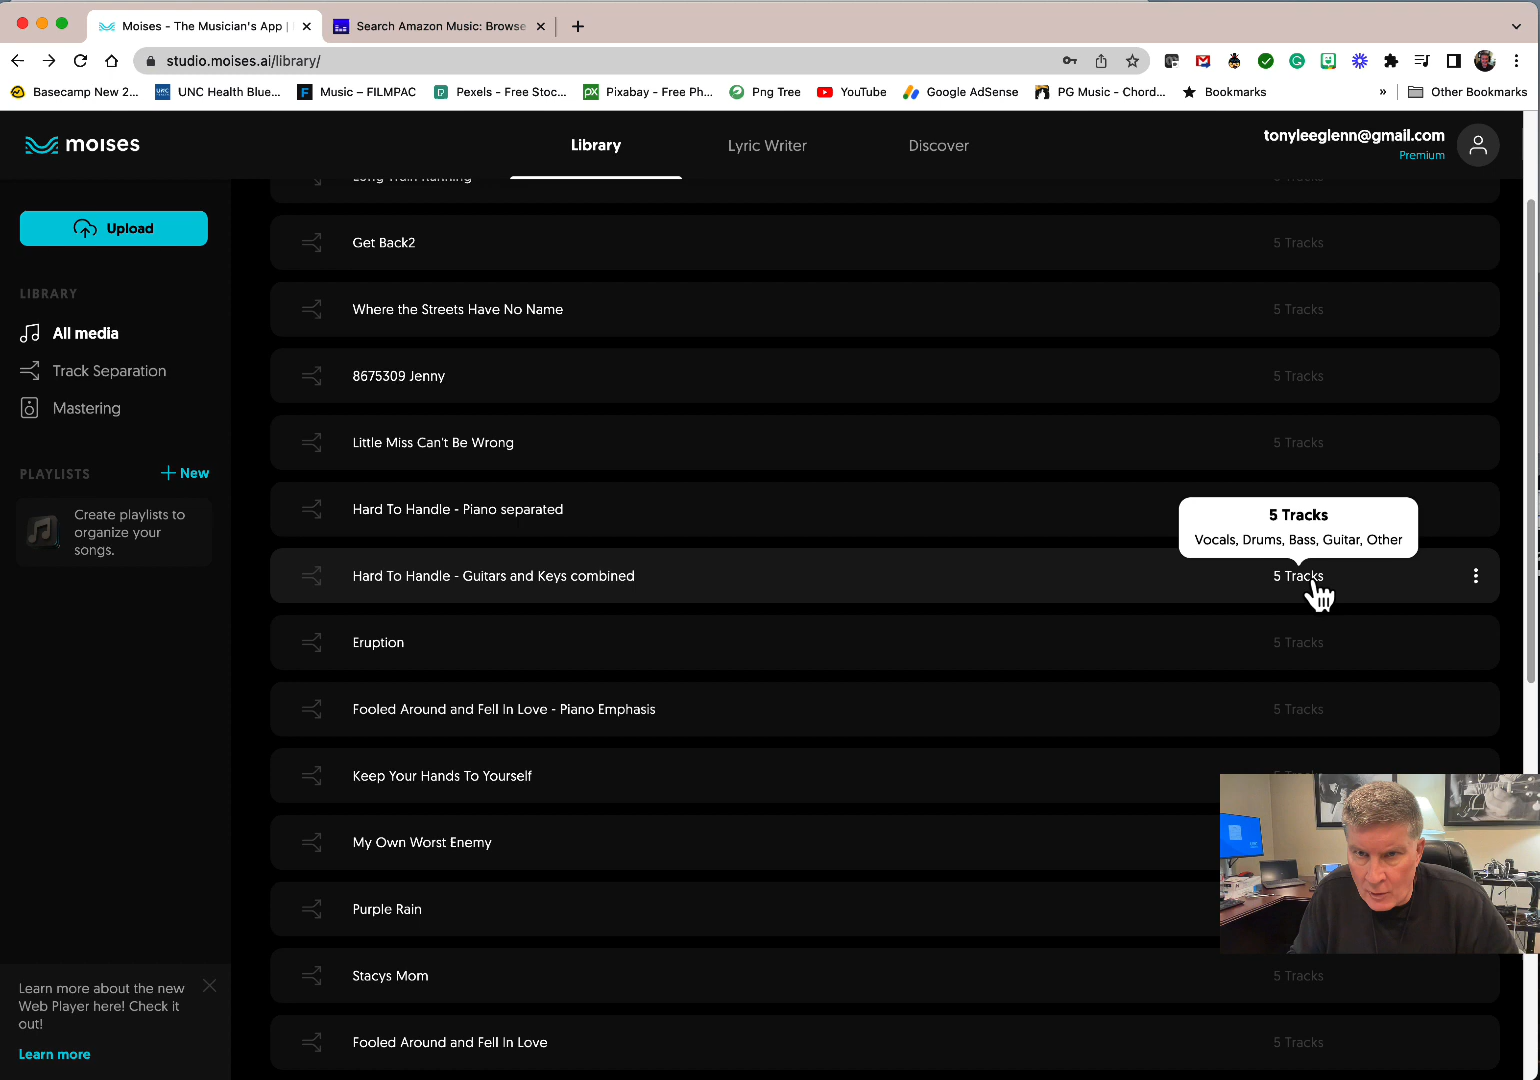 Moises - The Musician's App |
Search Amazon Music: Browse
studio.moises.ai/library/
Basecamp New 2...
UNC Health Blue...
Music – FILMPAC
Pexels - Free Stoc...
Pixabay - Free Ph...
Png Tree
YouTube
Google AdSense
PG Music - Chord...
Bookmarks
»
Other Bookmarks
moises
Library
Lyric Writer
Discover
tonyleeglenn@gmail.com
Premium
Upload
LIBRARY
All media
Track Separation
Mastering
PLAYLISTS
+ New
Create playlists to
organize your
songs.
Long Train Running
5 Tracks
Get Back2
5 Tracks
Where the Streets Have No Name
5 Tracks
8675309 Jenny
5 Tracks
Little Miss Can't Be Wrong
5 Tracks
Hard To Handle - Piano separated
5 Tracks
Vocals, Drums, Bass, Guitar, Other
Hard To Handle - Guitars and Keys combined
5 Tracks
Eruption
5 Tracks
Fooled Around and Fell In Love - Piano Emphasis
5 Tracks
Keep Your Hands To Yourself
5 Tracks
My Own Worst Enemy
Purple Rain
Stacys Mom
5 Tracks
Fooled Around and Fell In Love
5 Tracks
Learn more about the new
Web Player here! Check it
out!
Learn more